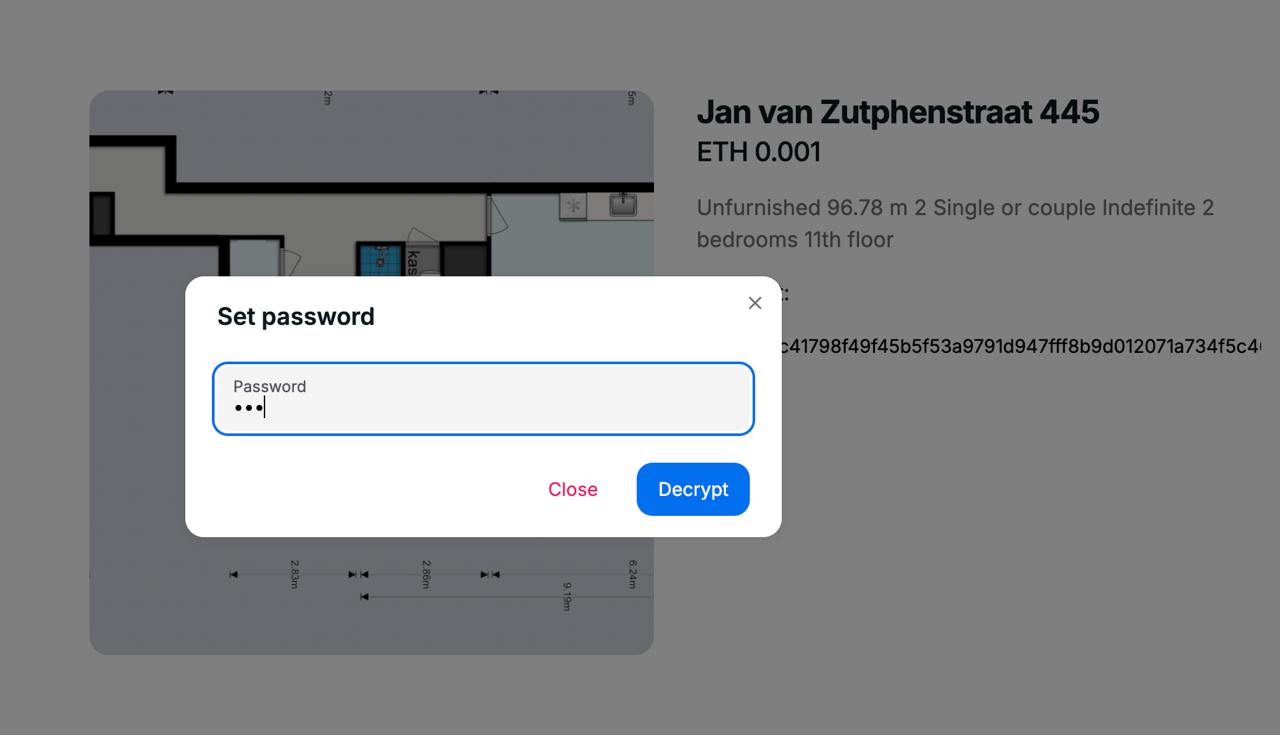 2m
5m
Jan van Zutphenstraat 445
ETH 0.001
Unfurnished 96.78 m 2 Single or couple Indefinite 2
bedrooms 11th floor
kas
Set password
Password
c41798f49f45b5f53a9791d947fff8b9d012071a734f5c4
Close
Decrypt
2.83m
2.86m
6.24m
9.19m